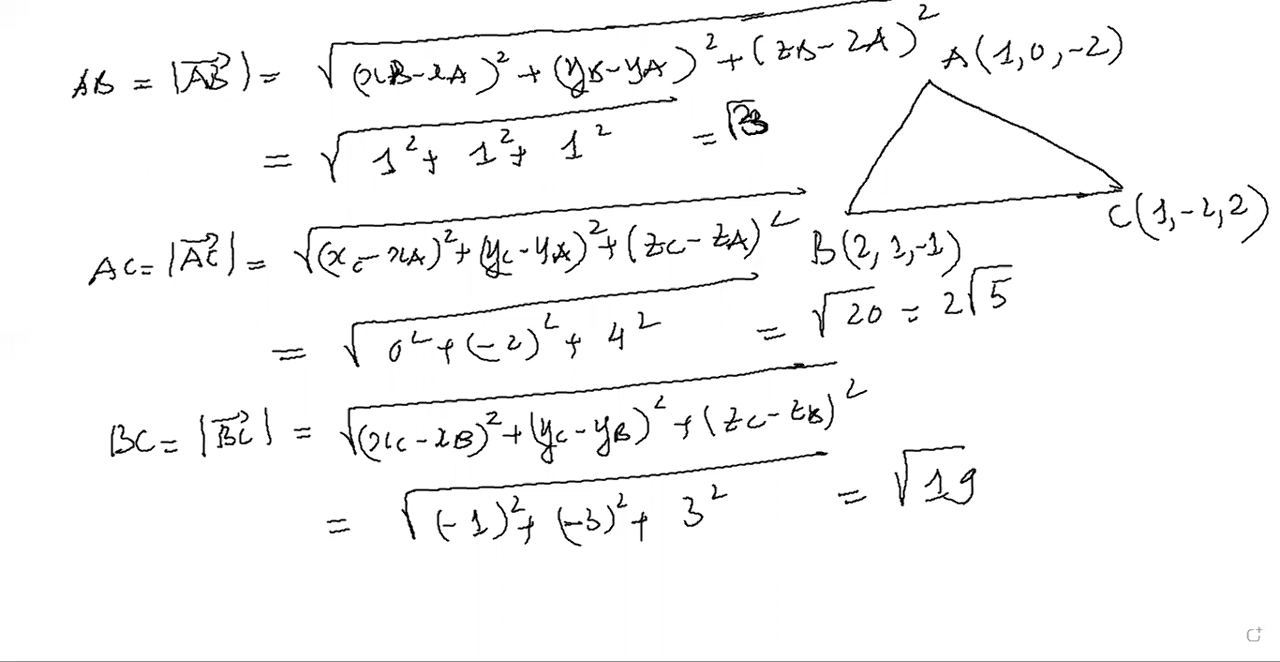 AB = |AB⃗| = √((xB-xA)² + (yB-yA)² + (zB-zA)²)
A(1,0,-2)
= √(1² + 1² + 1²) = √3
C(1,-2,2)
AC = |AC⃗| = √((xC-xA)² + (yC-yA)² + (zC-zA)²)
B(2,1,-1)
= √(0² + (-2)² + 4²) = √20 = 2√5
BC = |BC⃗| = √((xC-xB)² + (yC-yB)² + (zC-zB)²)
= √((-1)² + (-3)² + 3²) = √19